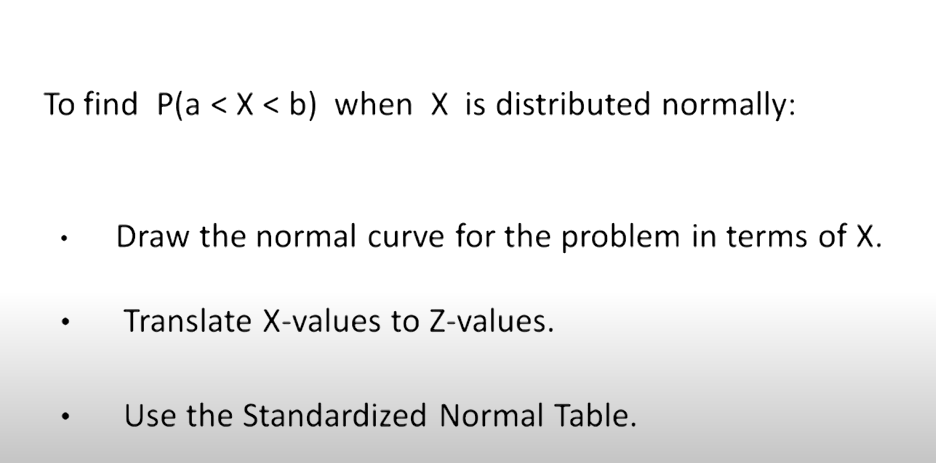 To find P(a < X < b) when X is distributed normally:
• Draw the normal curve for the problem in terms of X.
• Translate X-values to Z-values.
• Use the Standardized Normal Table.